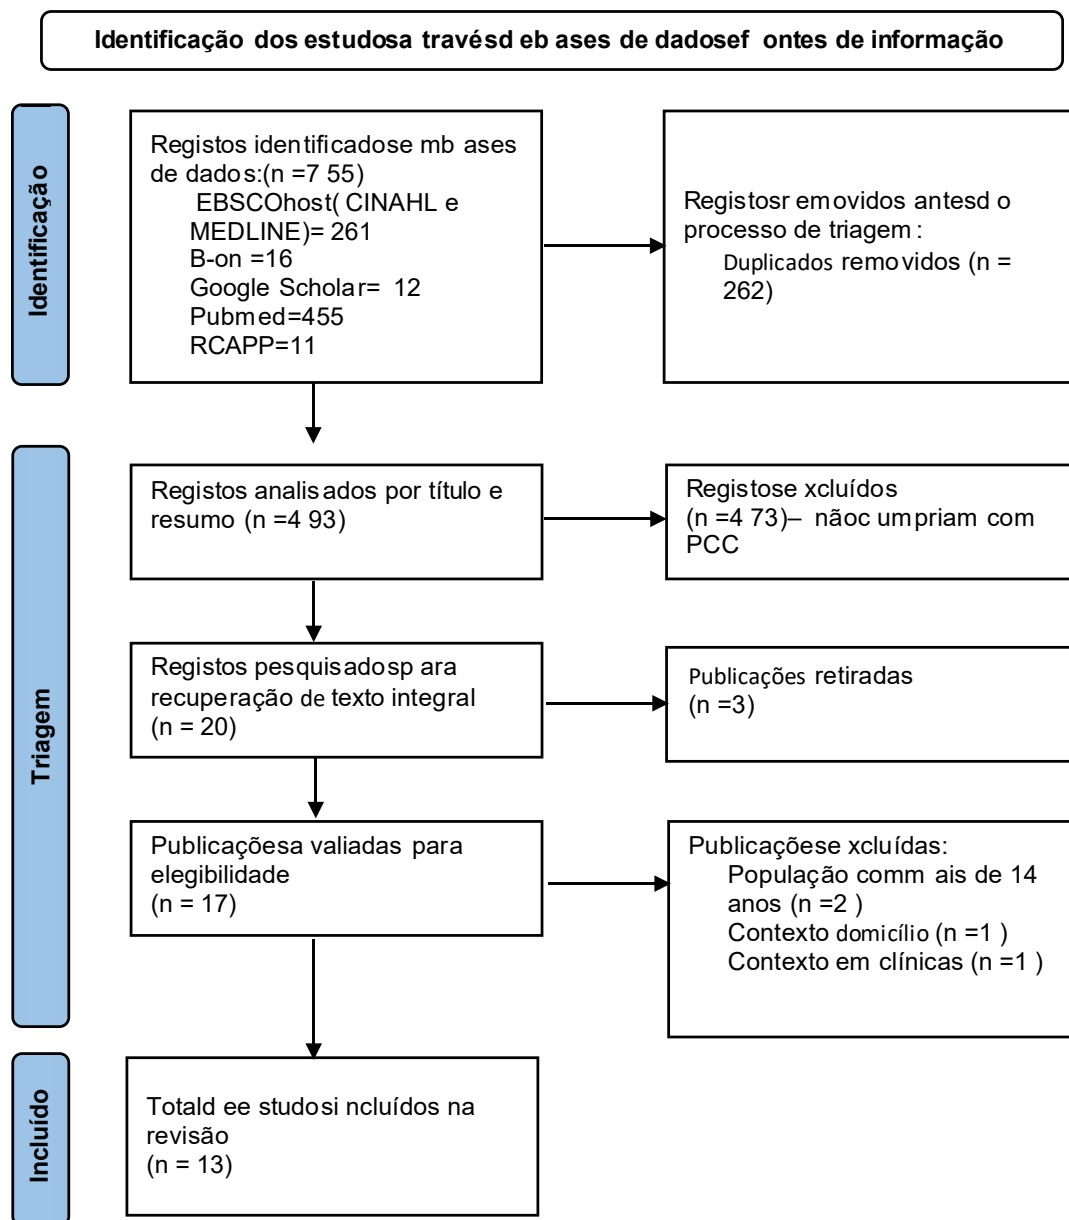 Identificação dos estudosa travésd eb ases de dadosef ontes de informação
Identificação
Registos identificadose mb ases
de dados:(n =7 55)
EBSCOhost( CINAHL e
MEDLINE)= 261
B-on =16
Google Scholar= 12
Pubmed=455
RCAPP=11
Registosr emovidos antesd o
processo de triagem :
Duplicados removidos (n =
262)
Triagem
Registos analisados por título e
resumo (n =4 93)
Registose xcluídos
(n =4 73)– nãoc umpriam com
PCC
Registos pesquisadosp ara
recuperação de texto integral
(n = 20)
Publicações retiradas
(n =3)
Publicaçõesa valiadas para
elegibilidade
(n = 17)
Publicaçõese xcluídas:
População comm ais de 14
anos (n =2 )
Contexto domicílio (n =1 )
Contexto em clínicas (n =1 )
Incluído
Totald ee studosi ncluídos na
revisão
(n = 13)